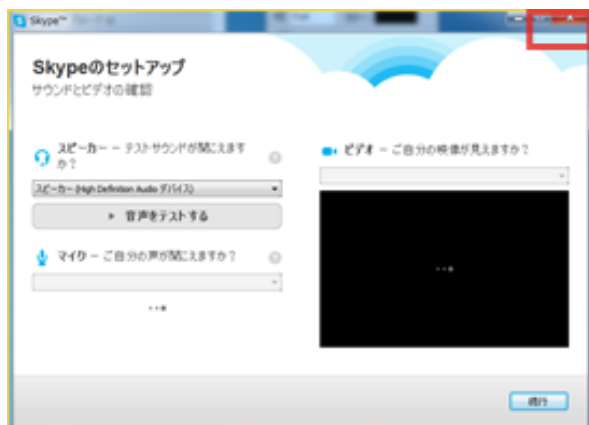 Skype™
Skypeのセットアップ
サウンドとビデオの確認
スピーカー − テストサウンドが聞こえます
か？
スピーカー (High Definition Audio デバイス)
音声をテストする
マイク − ご自分の声が聞こえますか？
ビデオ − ご自分の映像が見えますか？
続行